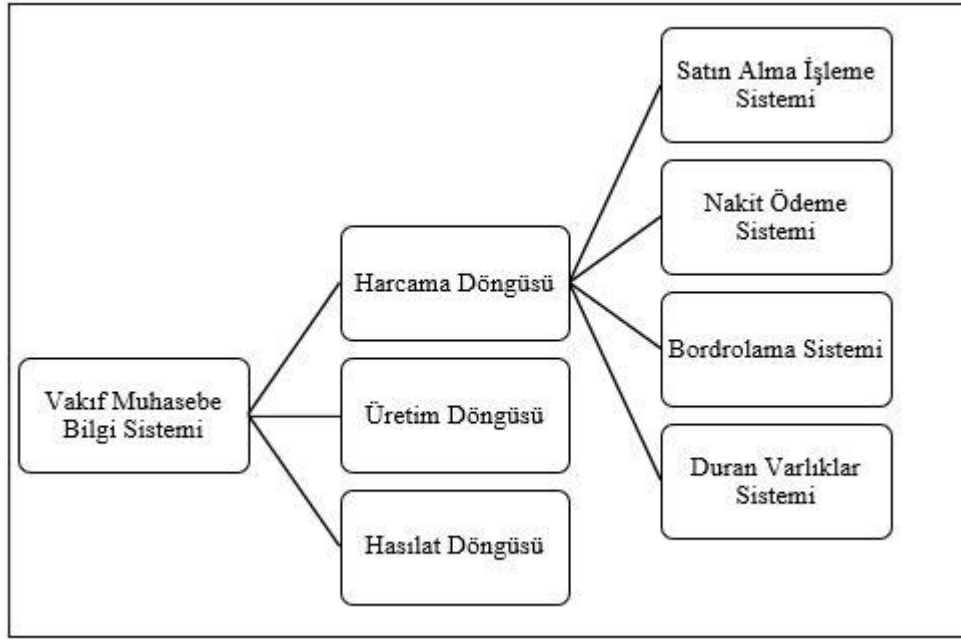 Vakıf Muhasebe
Bilgi Sistemi
Harcama Döngüsü
Üretim Döngüsü
Hasılat Döngüsü
Satın Alma İşleme
Sistemi
Nakit Ödeme
Sistemi
Bordrolama Sistemi
Duran Varlıklar
Sistemi